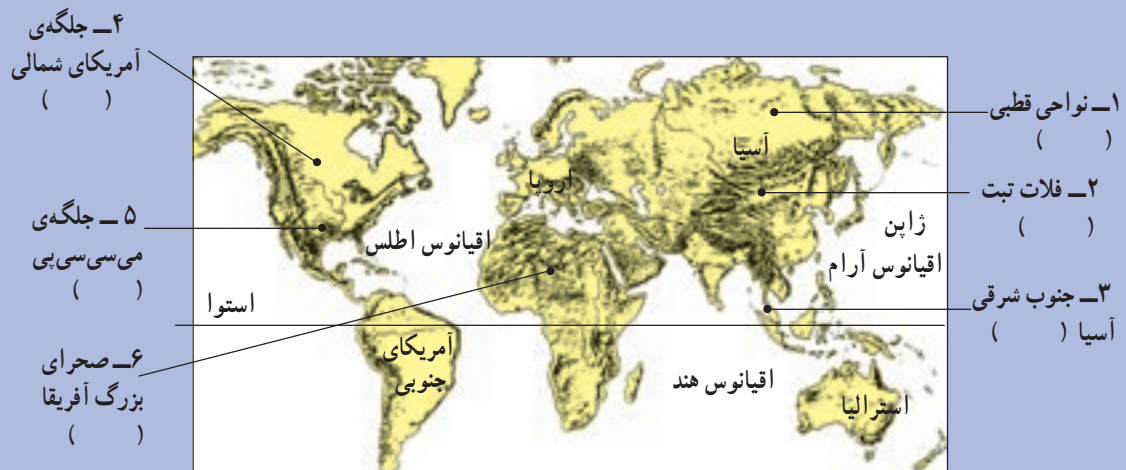 ۱ــ نواحی قطبی
(          )
۲ــ فلات تبت
(          )
۳ــ جنوب شرقی
آسیا (          )
۴ــ جلگه‌ی
آمریکای شمالی
(          )
۵ ــ جلگه‌ی
می‌سی‌سی‌پی
(          )
۶ــ صحرای
بزرگ آفریقا
(          )
آسیا
اروپا
ژاپن
اقیانوس آرام
اقیانوس اطلس
استوا
آمریکای
جنوبی
اقیانوس هند
استرالیا